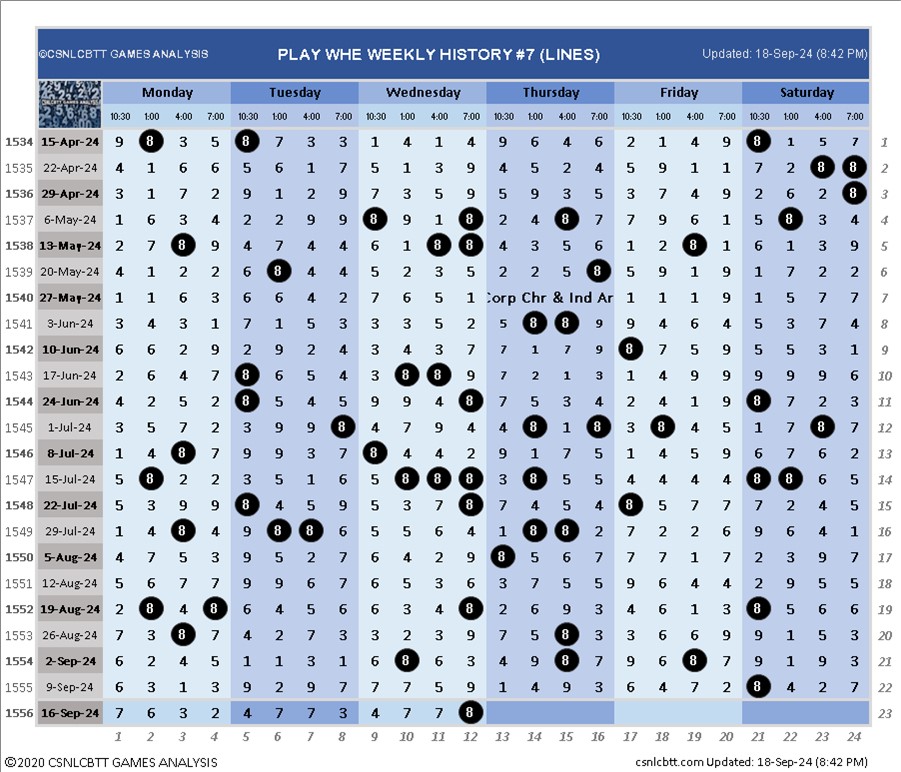 ©CSNLCBTT GAMES ANALYSIS PLAY WHE WEEKLY HISTORY #7 (LINES) Updated: 18-Sep-24 (8:42 PM)
Monday Tuesday Wednesday Thursday Friday Saturday
10:30 1:00 4:00 7:00 10:30 1:00 4:00 7:00 10:30 1:00 4:00 7:00 10:30 1:00 4:00 7:00 10:30 1:00 4:00 7:00 10:30 1:00 4:00 7:00
1534 15-Apr-24 9 8 3 5 8 7 3 3 1 4 1 4 9 6 4 6 2 1 4 9 8 1 5 7 1
1535 22-Apr-24 4 1 6 6 5 6 1 7 5 1 3 9 4 5 2 4 5 9 1 1 7 2 8 8 2
1536 29-Apr-24 3 1 7 2 9 1 2 9 7 3 5 9 5 9 3 5 3 7 4 9 2 6 2 8 3
1537 6-May-24 1 6 3 4 2 2 9 9 8 9 1 8 2 4 8 7 7 9 6 1 5 8 3 4 4
1538 13-May-24 2 7 8 9 4 7 4 4 6 1 8 8 4 3 5 6 1 2 8 1 6 1 3 9 5
1539 20-May-24 4 1 2 2 6 8 4 4 5 2 3 5 2 2 5 8 5 9 1 9 1 7 2 2 6
1540 27-May-24 1 1 6 3 6 6 4 2 7 6 5 1 Corp Chr & Ind Ar 1 1 1 9 1 5 7 7 7
1541 3-Jun-24 3 4 3 1 7 1 5 3 3 3 5 2 5 8 8 9 9 4 6 4 5 3 7 4 8
1542 10-Jun-24 6 6 2 9 2 9 2 4 3 4 3 7 7 1 7 9 8 7 5 9 5 5 3 1 9
1543 17-Jun-24 2 6 4 7 8 6 5 4 3 8 8 9 7 2 1 3 1 4 9 9 9 9 9 6 10
1544 24-Jun-24 4 2 5 2 8 5 4 5 9 9 4 8 7 5 3 4 2 4 1 9 8 7 2 3 11
1545 1-Jul-24 3 5 7 2 3 9 9 8 4 7 9 4 4 8 1 8 3 8 4 5 1 2 8 7 12
1546 8-Jul-24 1 4 8 7 9 9 3 7 8 4 4 2 9 1 7 5 1 4 5 9 6 7 6 2 13
1547 15-Jul-24 5 8 2 2 3 5 1 6 5 8 8 8 3 8 5 3 4 4 4 4 8 8 6 5 14
1548 22-Jul-24 5 3 9 9 8 4 5 9 5 3 7 8 7 4 5 4 8 5 7 7 7 2 4 5 15
1549 29-Jul-24 1 4 8 4 9 8 8 6 5 5 6 4 1 8 8 2 7 2 2 6 9 6 4 1 16
1550 5-Aug-24 4 7 5 3 9 5 2 7 6 4 2 9 8 5 6 7 7 7 1 7 2 3 9 7 17
1551 12-Aug-24 5 6 7 7 9 9 6 7 6 5 3 6 3 7 5 5 9 6 4 4 2 9 5 5 18
1552 19-Aug-24 2 8 4 8 6 4 5 6 6 3 4 8 2 6 9 3 4 6 1 3 8 5 6 6 19
1553 26-Aug-24 7 3 8 7 4 2 7 3 3 2 3 9 7 5 8 3 3 6 6 9 9 1 5 3 20
1554 2-Sep-24 6 2 4 5 1 1 3 1 6 8 6 3 4 9 8 7 9 6 8 7 9 1 9 3 21
1555 9-Sep-24 6 3 1 3 9 2 9 7 7 7 5 9 1 4 9 3 6 4 7 2 8 4 2 7 22
1556 16-Sep-24 7 6 3 2 4 7 7 3 4 7 7 8 23
1 2 3 4 5 6 7 8 9 10 11 12 13 14 15 16 17 18 19 20 21 22 23 24
©2020 CSNLCBTT GAMES ANALYSIS csnlcbtt.com Updated: 18-Sep-24 (8:42 PM)